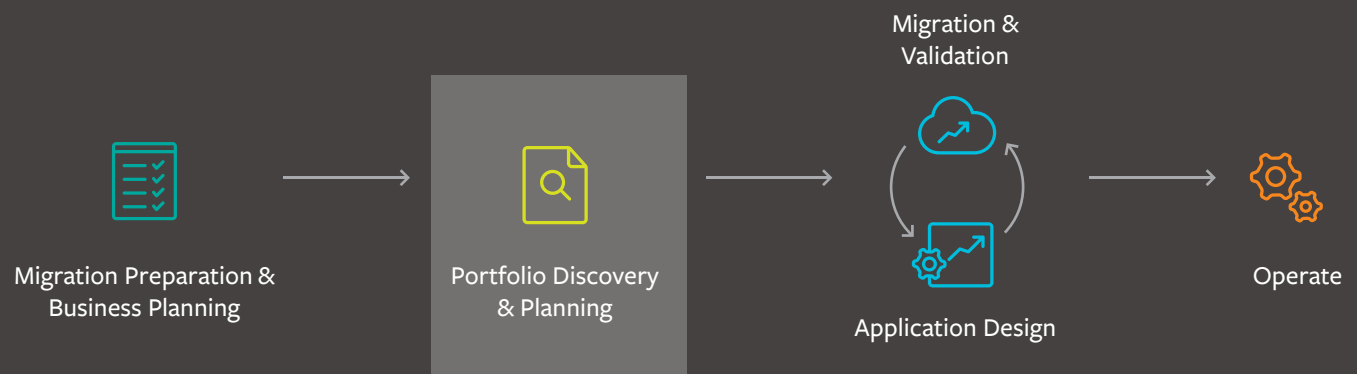 Migration &
Validation
Migration Preparation &
Business Planning
Portfolio Discovery
& Planning
Application Design
Operate